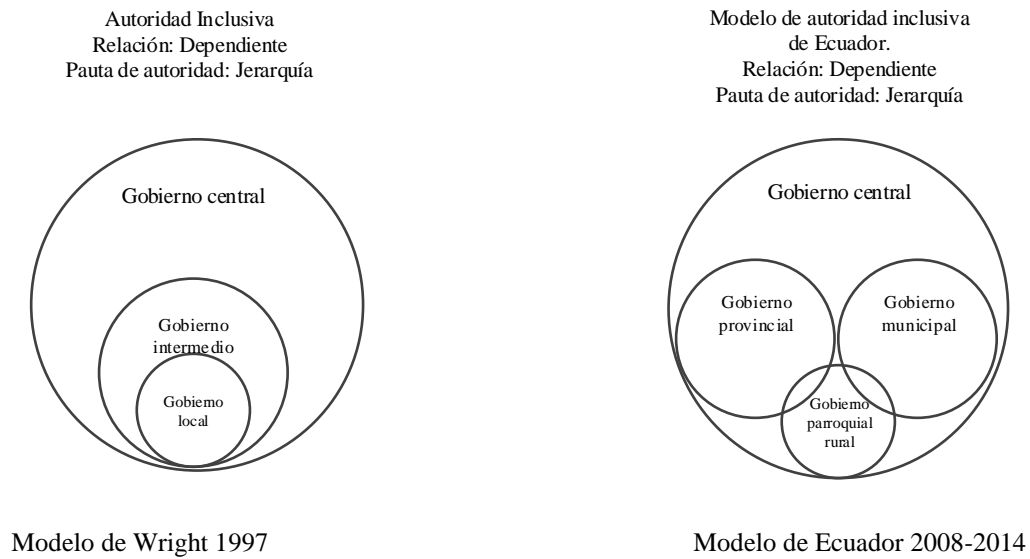 Autoridad Inclusiva
Relación: Dependiente
Pauta de autoridad: Jerarquía
Gobierno central
Gobierno
intermedio
Gobierno
local
Modelo de Wright 1997
Modelo de autoridad inclusiva
de Ecuador.
Relación: Dependiente
Pauta de autoridad: Jerarquía
Gobierno central
Gobierno
provincial
Gobierno
municipal
Gobierno
parroquial
rural
Modelo de Ecuador 2008-2014